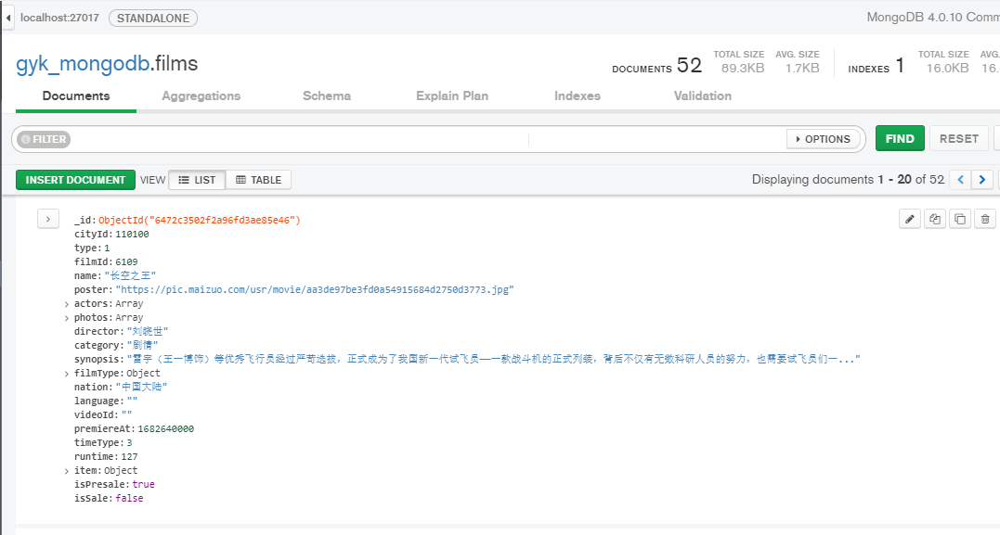 localhost:27017 STANDALONE MongoDB 4.0.10 Comm
gyk_mongodb.films
DOCUMENTS 52 TOTAL SIZE 89.3KB AVG. SIZE 1.7KB INDEXES 1 TOTAL SIZE 16.0KB AVG. 16.
Documents Aggregations Schema Explain Plan Indexes Validation
FILTER OPTIONS FIND RESET
INSERT DOCUMENT VIEW LIST TABLE Displaying documents 1 - 20 of 52
_id: ObjectId("6472c3502f2a96fd3ae85e46")
cityId: 110100
type: 1
filmId: 6109
name: "长空之王"
poster: "https://pic.maizuo.com/usr/movie/aa3de97be3fd0a54915684d2750d3773.jpg"
actors: Array
photos: Array
director: "刘晓世"
category: "剧情"
synopsis: "雷宇（王一博饰）等优秀飞行员经过严苛选拔，正式成为了我国新一代试飞员——一款战斗机的正式列装，背后不仅有无数科研人员的努力，也需要试飞员们一..."
filmType: Object
nation: "中国大陆"
language: ""
videoId: ""
premiereAt: 1682640000
timeType: 3
runtime: 127
item: Object
isPresale: true
isSale: false